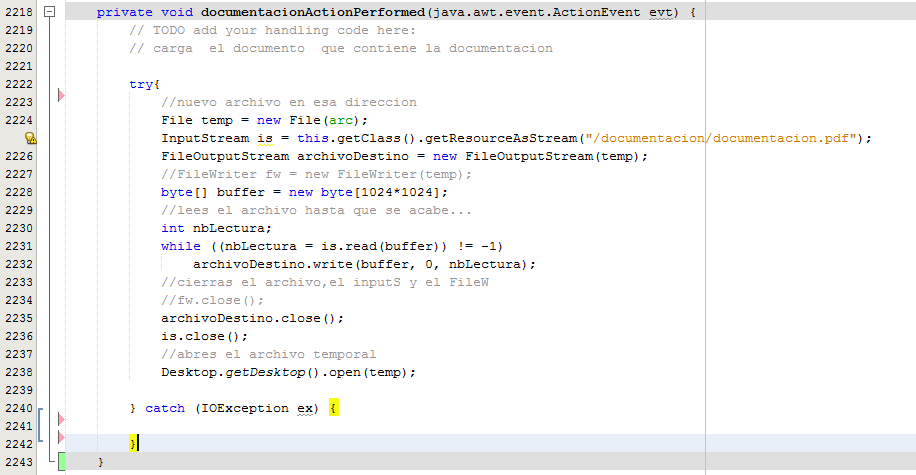 2218 private void documentacionActionPerformed(java.awt.event.ActionEvent evt) {
2219 // TODO add your handling code here:
2220 // carga  el documento  que contiene la documentacion
2221
2222 try{
2223 //nuevo archivo en esa direccion
2224 File temp = new File(arc);
InputStream is = this.getClass().getResourceAsStream("/documentacion/documentacion.pdf");
2226 FileOutputStream archivoDestino = new FileOutputStream(temp);
2227 //FileWriter fw = new FileWriter(temp);
2228 byte[] buffer = new byte[1024*1024];
2229 //lees el archivo hasta que se acabe...
2230 int nbLectura;
2231 while ((nbLectura = is.read(buffer)) != -1)
2232 archivoDestino.write(buffer, 0, nbLectura);
2233 //cierras el archivo,el inputS y el FileW
2234 //fw.close();
2235 archivoDestino.close();
2236 is.close();
2237 //abres el archivo temporal
2238 Desktop.getDesktop().open(temp);
2239
2240 } catch (IOException ex) {
2241
2242 }
2243 }